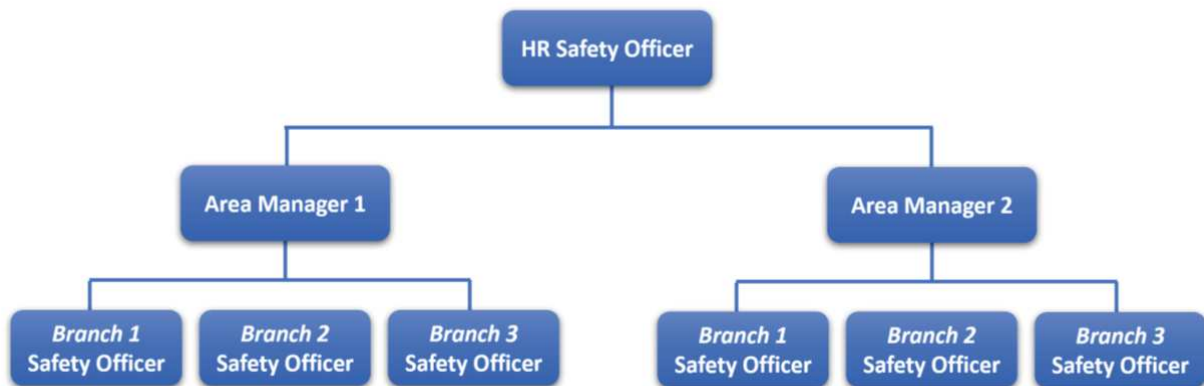 HR Safety Officer
Area Manager 1
Area Manager 2
Branch 1
Safety Officer
Branch 2
Safety Officer
Branch 3
Safety Officer
Branch 1
Safety Officer
Branch 2
Safety Officer
Branch 3
Safety Officer